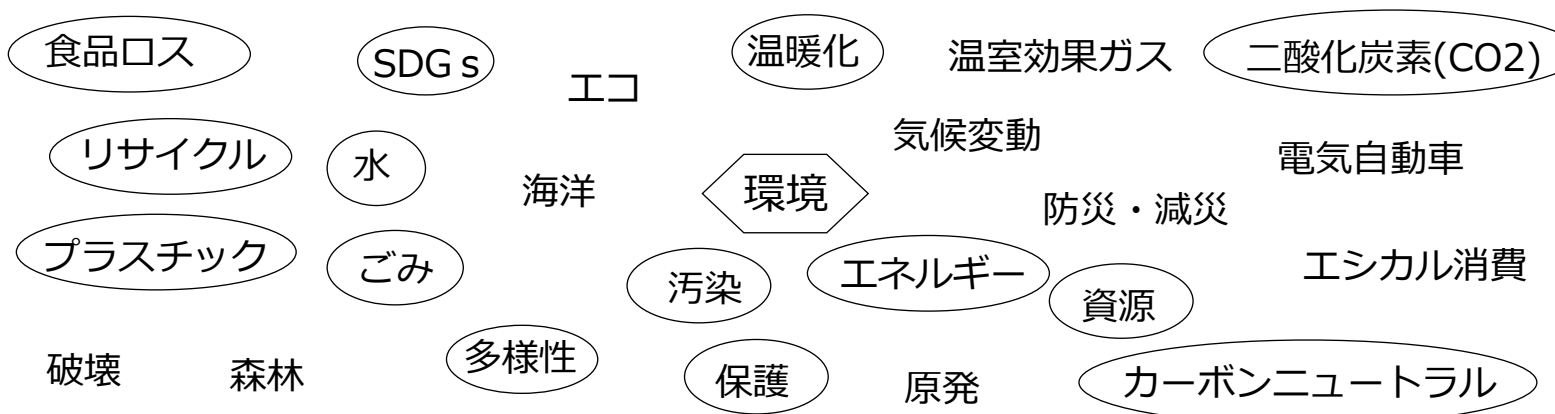 食品ロス
SDGs
エコ
温暖化
温室効果ガス
二酸化炭素(CO2)
リサイクル
水
海洋
環境
気候変動
電気自動車
防災・減災
プラスチック
ごみ
汚染
エネルギー
資源
エシカル消費
破壊
森林
多様性
保護
原発
カーボンニュートラル